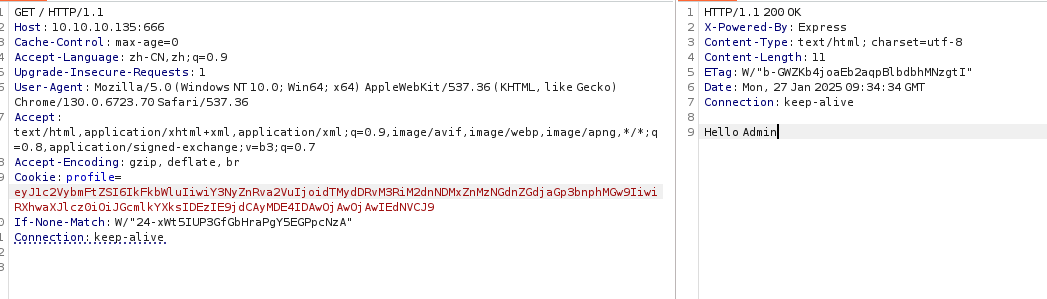 1 GET / HTTP/1.1
2 Host: 10.10.10.135:666
3 Cache-Control: max-age=0
4 Accept-Language: zh-CN,zh;q=0.9
5 Upgrade-Insecure-Requests: 1
6 User-Agent: Mozilla/5.0 (Windows NT 10.0; Win64; x64) AppleWebKit/537.36 (KHTML, like Gecko)
Chrome/130.0.6723.70 Safari/537.36
7 Accept:
text/html,application/xhtml+xml,application/xml;q=0.9,image/avif,image/webp,image/apng,*/*;q
=0.8,application/signed-exchange;v=b3;q=0.7
8 Accept-Encoding: gzip, deflate, br
9 Cookie: profile=
eyJ1c2VybmFtZSI6IkFkbWluIiwiY3NyZnRva2VuIjoidTMydDRvM3RiM2dnNDMxZnMzNGdnZGdjaGp3bnphMGw9Iiwi
RXhwaXJlcz0iOiJGcmlkYXksIDEzIE9jdCAyMDE4IDAwOjAwOjAwIEdNVCJ9
0 If-None-Match: W/"24-xWt5IUP3GfGbHraPgY5EGPpcNzA"
1 Connection: keep-alive
2
3
1 HTTP/1.1 200 OK
2 X-Powered-By: Express
3 Content-Type: text/html; charset=utf-8
4 Content-Length: 11
5 ETag: W/"b-GWZKb4joaEb2aqpBlbdbhMNzgtI"
6 Date: Mon, 27 Jan 2025 09:34:34 GMT
7 Connection: keep-alive
8
9 Hello Admin